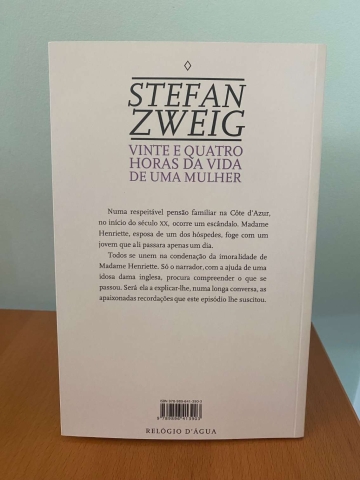 STEFAN
ZWEIG
VINTE E QUATRO
HORAS DA VIDA
DE UMA MULHER
Numa respeitável pensão familiar na Côte d'Azur,
no início do século XX, ocorre um escândalo. Madame
Henriette, esposa de um dos hóspedes, foge com um
jovem que ali passara apenas um dia.
Todos se unem na condenação da imoralidade de
Madame Henriette. Só o narrador, com a ajuda de uma
idosa dama inglesa, procura compreender o que se
passou. Será ela a explicar-lhe, numa longa conversa, as
apaixonadas recordações que este episódio lhe suscitou.
RELÓGIO D'ÁGUA